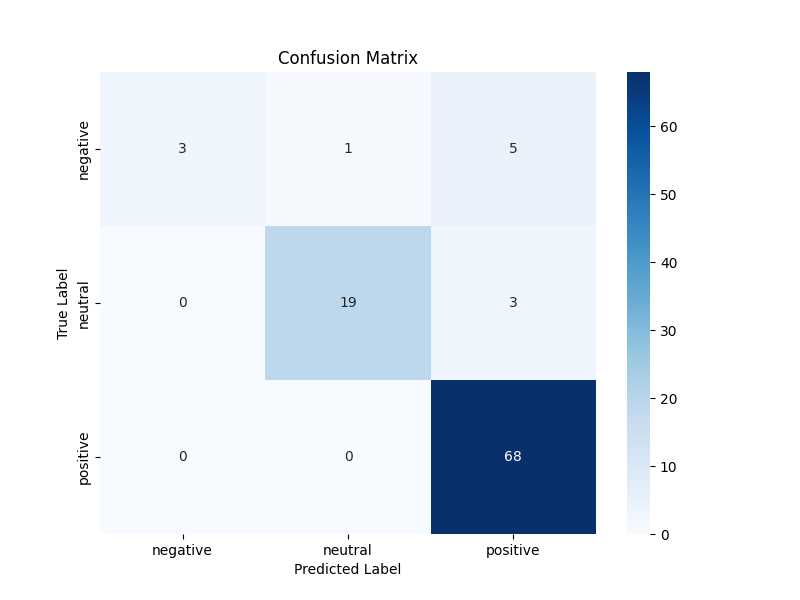 Confusion Matrix
True Label
negative
3 1 5
neutral
0 19 3
positive
0 0 68
negative neutral positive
Predicted Label
60
50
40
30
20
10
0